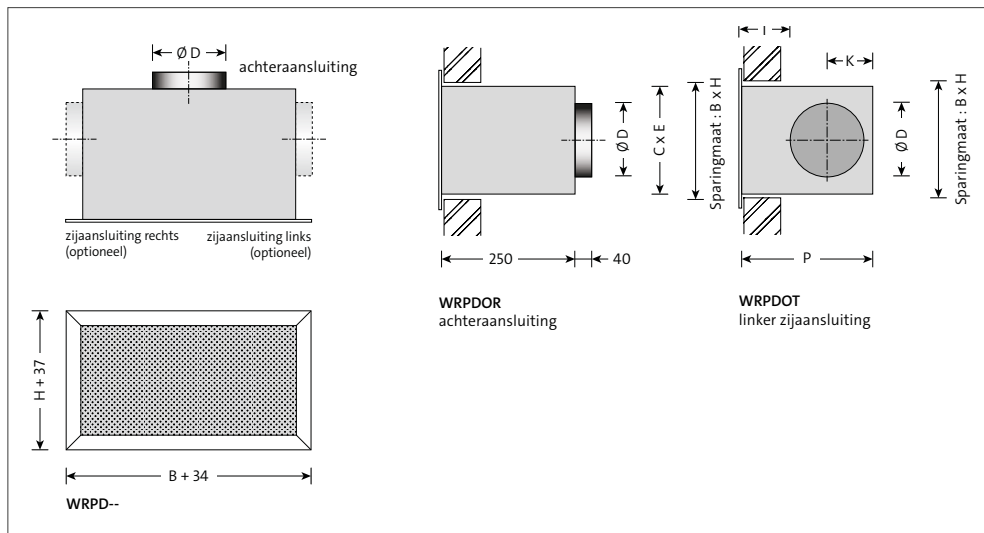 Ø D
achteraansluiting
zijaansluiting rechts
(optioneel)
zijaansluiting links
(optioneel)
H + 37
B + 34
WRPD--
Ø D
C x E
Sparingmaat : B x H
250
40
WRPDOR
achteraansluiting
I
K
Ø D
Sparingmaat : B x H
P
WRPDOT
linker zijaansluiting